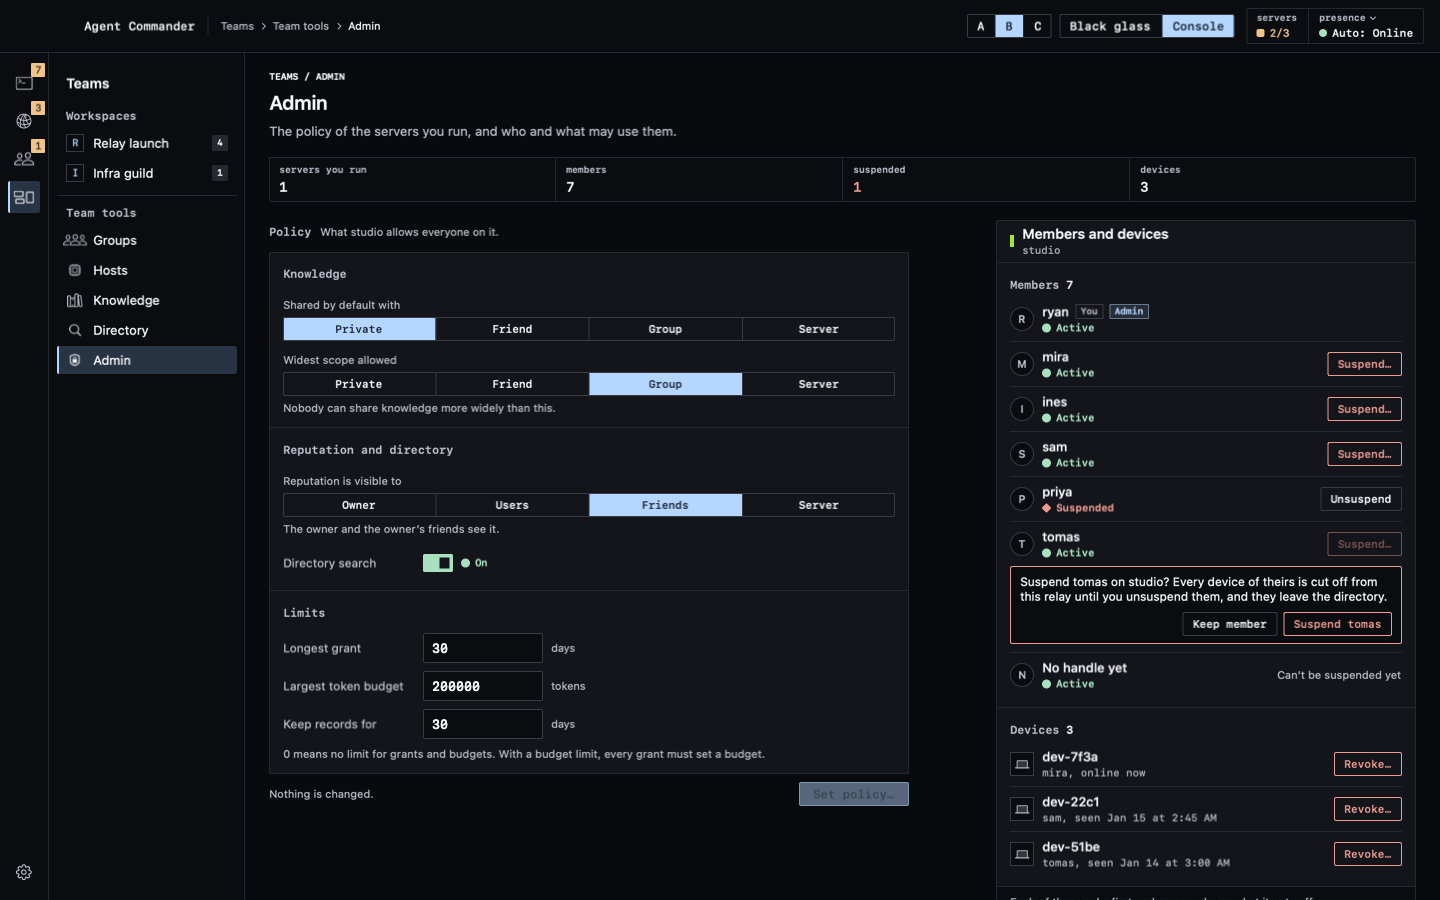 Agent Commander
Teams > Team tools > Admin
A B C
Black glass Console
servers
2/3
presence
Auto: Online
7
3
1
Teams
Workspaces
R Relay launch 4
I Infra guild 1
Team tools
Groups
Hosts
Knowledge
Directory
Admin
TEAMS / ADMIN
Admin
The policy of the servers you run, and who and what may use them.
servers you run
1
members
7
suspended
1
devices
3
Policy What studio allows everyone on it.
Knowledge
Shared by default with
Private Friend Group Server
Widest scope allowed
Private Friend Group Server
Nobody can share knowledge more widely than this.
Reputation and directory
Reputation is visible to
Owner Users Friends Server
The owner and the owner's friends see it.
Directory search On
Limits
Longest grant 30 days
Largest token budget 200000 tokens
Keep records for 30 days
0 means no limit for grants and budgets. With a budget limit, every grant must set a budget.
Nothing is changed.
Set policy…
Members and devices
studio
Members 7
R ryan You Admin
Active
M mira
Active
Suspend…
I ines
Active
Suspend…
S sam
Active
Suspend…
P priya
Suspended
Unsuspend
T tomas
Active
Suspend…
Suspend tomas on studio? Every device of theirs is cut off from
this relay until you unsuspend them, and they leave the directory.
Keep member Suspend tomas
N No handle yet
Active
Can't be suspended yet
Devices 3
dev-7f3a
mira, online now
Revoke…
dev-22c1
sam, seen Jan 15 at 2:45 AM
Revoke…
dev-51be
tomas, seen Jan 14 at 3:00 AM
Revoke…